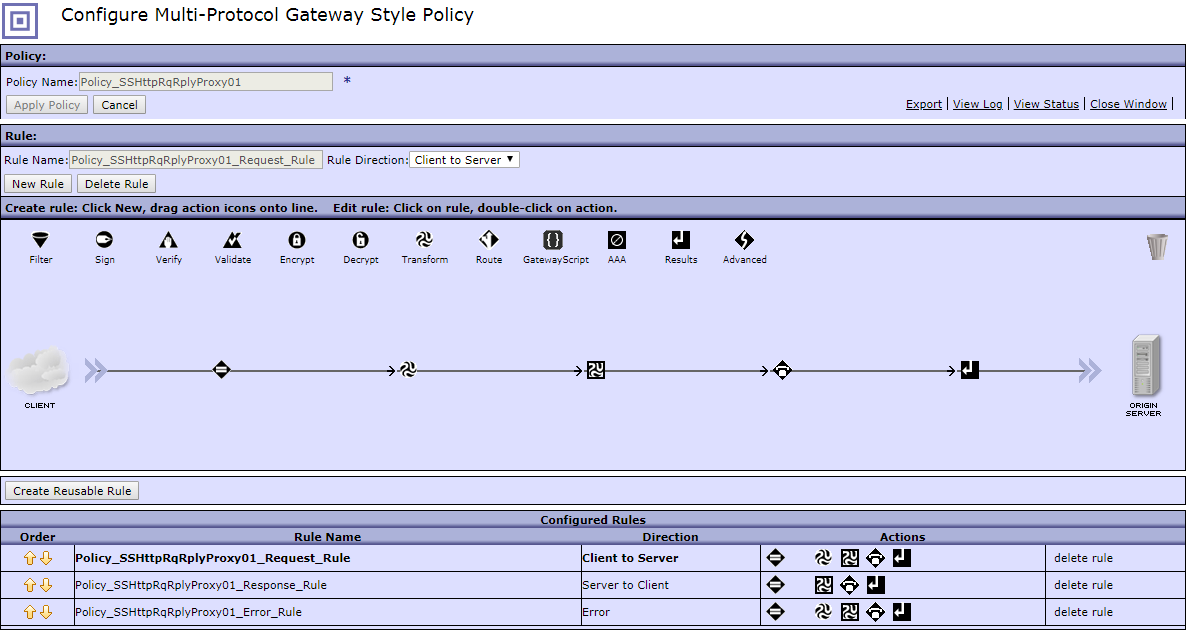 Configure Multi-Protocol Gateway Style Policy
Policy:
Policy Name: Policy_SSHttpRqRplyProxy01 *
Apply Policy Cancel Export | View Log | View Status | Close Window |
Rule:
Rule Name: Policy_SSHttpRqRplyProxy01_Request_Rule Rule Direction: Client to Server
New Rule Delete Rule
Create rule: Click New, drag action icons onto line. Edit rule: Click on rule, double-click on action.
Filter Sign Verify Validate Encrypt Decrypt Transform Route GatewayScript AAA Results Advanced
CLIENT
ORIGIN
SERVER
Create Reusable Rule
Configured Rules
Order Rule Name Direction Actions
Policy_SSHttpRqRplyProxy01_Request_Rule Client to Server delete rule
Policy_SSHttpRqRplyProxy01_Response_Rule Server to Client delete rule
Policy_SSHttpRqRplyProxy01_Error_Rule Error delete rule